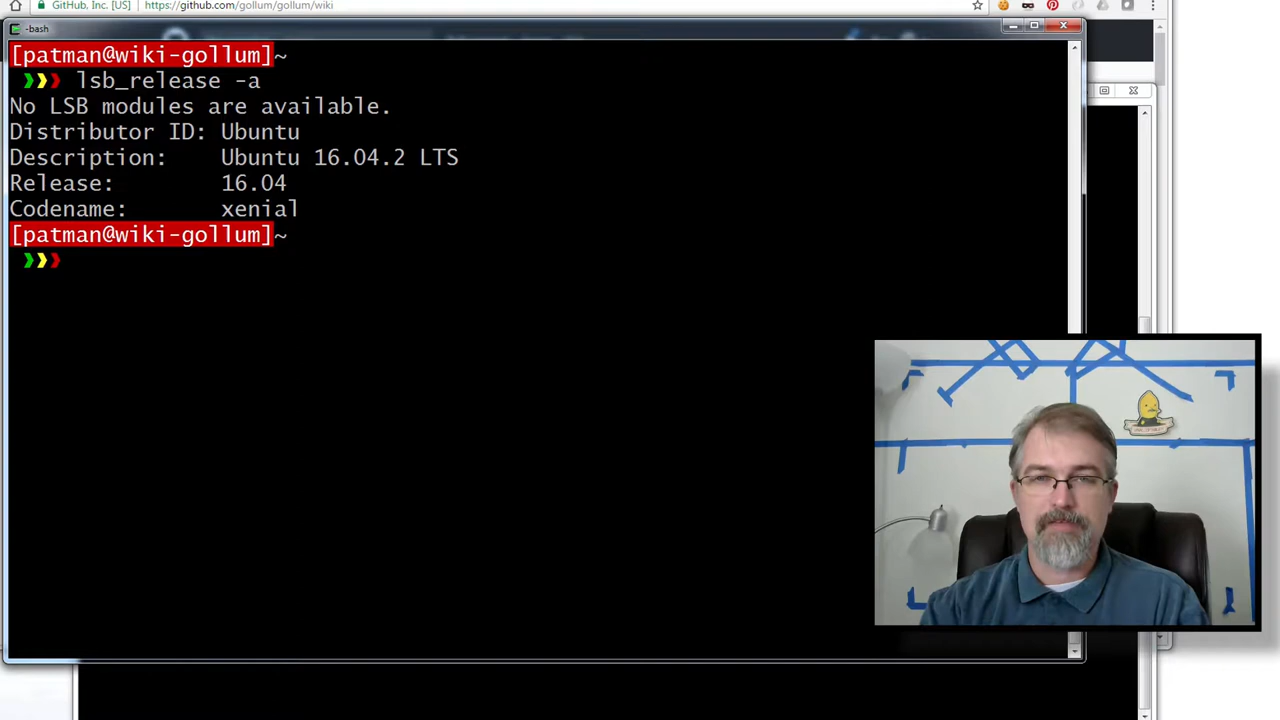 GitHub, Inc. [US] https://github.com/gollum/gollum/wiki
-bash
[patman@wiki-gollum]~
❯❯❯ lsb_release -a
No LSB modules are available.
Distributor ID: Ubuntu
Description: Ubuntu 16.04.2 LTS
Release: 16.04
Codename: xenial
[patman@wiki-gollum]~
❯❯❯